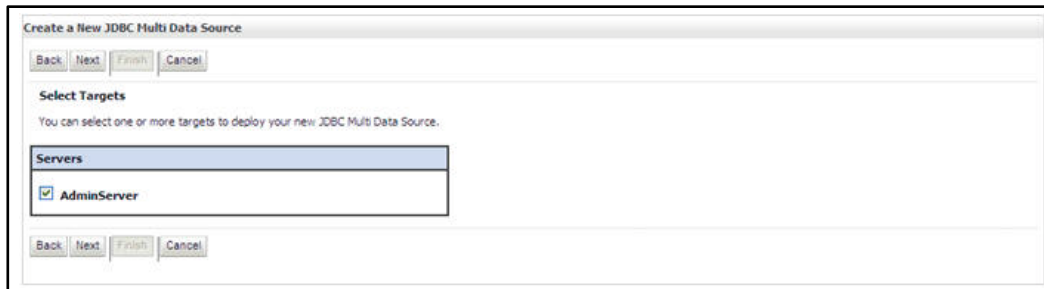 Create a New JDBC Multi Data Source
Back Next Finish Cancel
Select Targets
You can select one or more targets to deploy your new JDBC Multi Data Source.
Servers
AdminServer
Back Next Finish Cancel